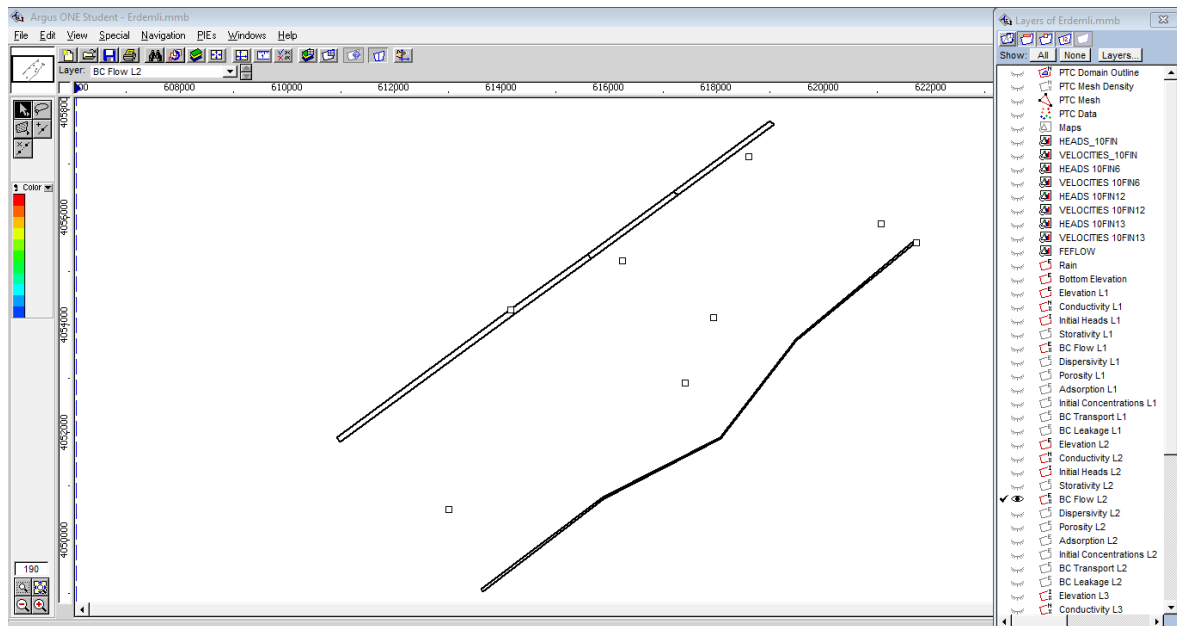 Argus ONE Student - Erdemli.mmb
File Edit View Special Navigation PIEs Windows Help
Layer: BC Flow L2
608000 610000 612000 614000 616000 618000 620000 622000
4058000
4056000
4054000
4052000
4050000
Color
190
Layers of Erdemli.mmb
Show: All None Layers...
PTC Domain Outline
PTC Mesh Density
PTC Mesh
PTC Data
Maps
HEADS_10FIN
VELOCITIES_10FIN
HEADS 10FIN6
VELOCITIES 10FIN6
HEADS 10FIN12
VELOCITIES 10FIN12
HEADS 10FIN13
VELOCITIES 10FIN13
FEFLOW
Rain
Bottom Elevation
Elevation L1
Conductivity L1
Initial Heads L1
Storativity L1
BC Flow L1
Dispersivity L1
Porosity L1
Adsorption L1
Initial Concentrations L1
BC Transport L1
BC Leakage L1
Elevation L2
Conductivity L2
Initial Heads L2
Storativity L2
BC Flow L2
Dispersivity L2
Porosity L2
Adsorption L2
Initial Concentrations L2
BC Transport L2
BC Leakage L2
Elevation L3
Conductivity L3